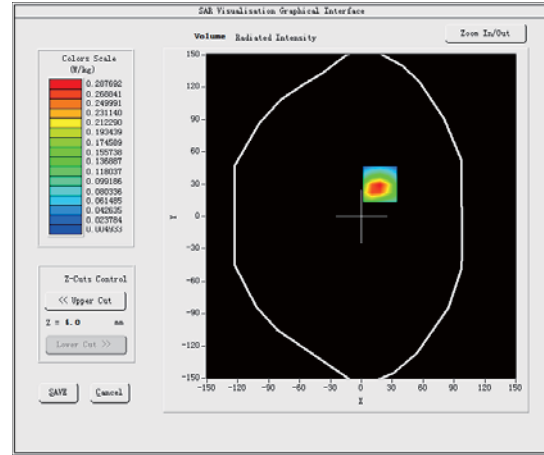 SAR Visualisation Graphical Interface
Volume Radiated Intensity
Zoom In/Out
Colors Scale
(W/kg)
0.287692
0.268841
0.249991
0.231140
0.212290
0.193439
0.174589
0.155738
0.136887
0.118037
0.099186
0.080336
0.061485
0.042635
0.023784
0.004933
Z-Cuts Control
<< Upper Cut
Z = 4.0 mm
Lower Cut >>
SAVE
Cancel
150
120
90
60
30
0
-30
-60
-90
-120
-150
Y
-150 -120 -90 -60 -30 0 30 60 90 120 150
X